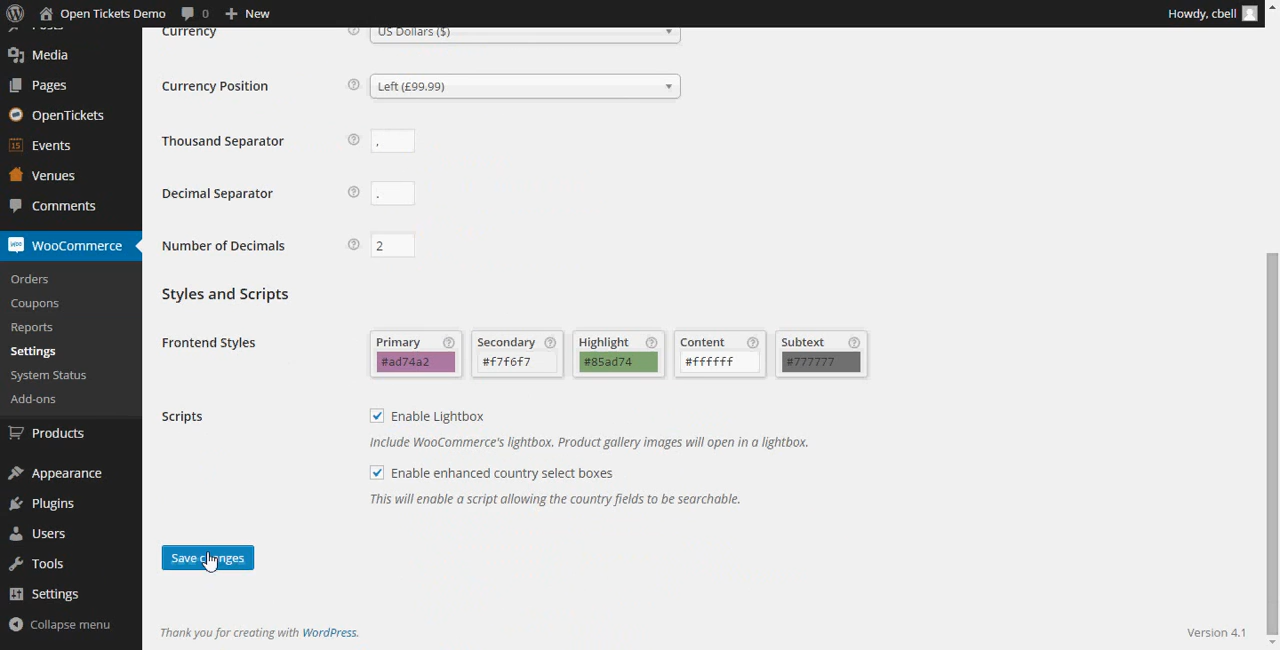 Open Tickets Demo 0 New Howdy, cbell
Posts
Media
Pages
OpenTickets
Events
Venues
Comments
WooCommerce
Orders
Coupons
Reports
Settings
System Status
Add-ons
Products
Appearance
Plugins
Users
Tools
Settings
Collapse menu
Currency US Dollars ($)
Currency Position Left (£99.99)
Thousand Separator ,
Decimal Separator .
Number of Decimals 2
Styles and Scripts
Frontend Styles
Primary Secondary Highlight Content Subtext
#ad74a2 #f7f6f7 #85ad74 #ffffff #777777
Scripts Enable Lightbox
Include WooCommerce's lightbox. Product gallery images will open in a lightbox.
Enable enhanced country select boxes
This will enable a script allowing the country fields to be searchable.
Save changes
Thank you for creating with WordPress. Version 4.1